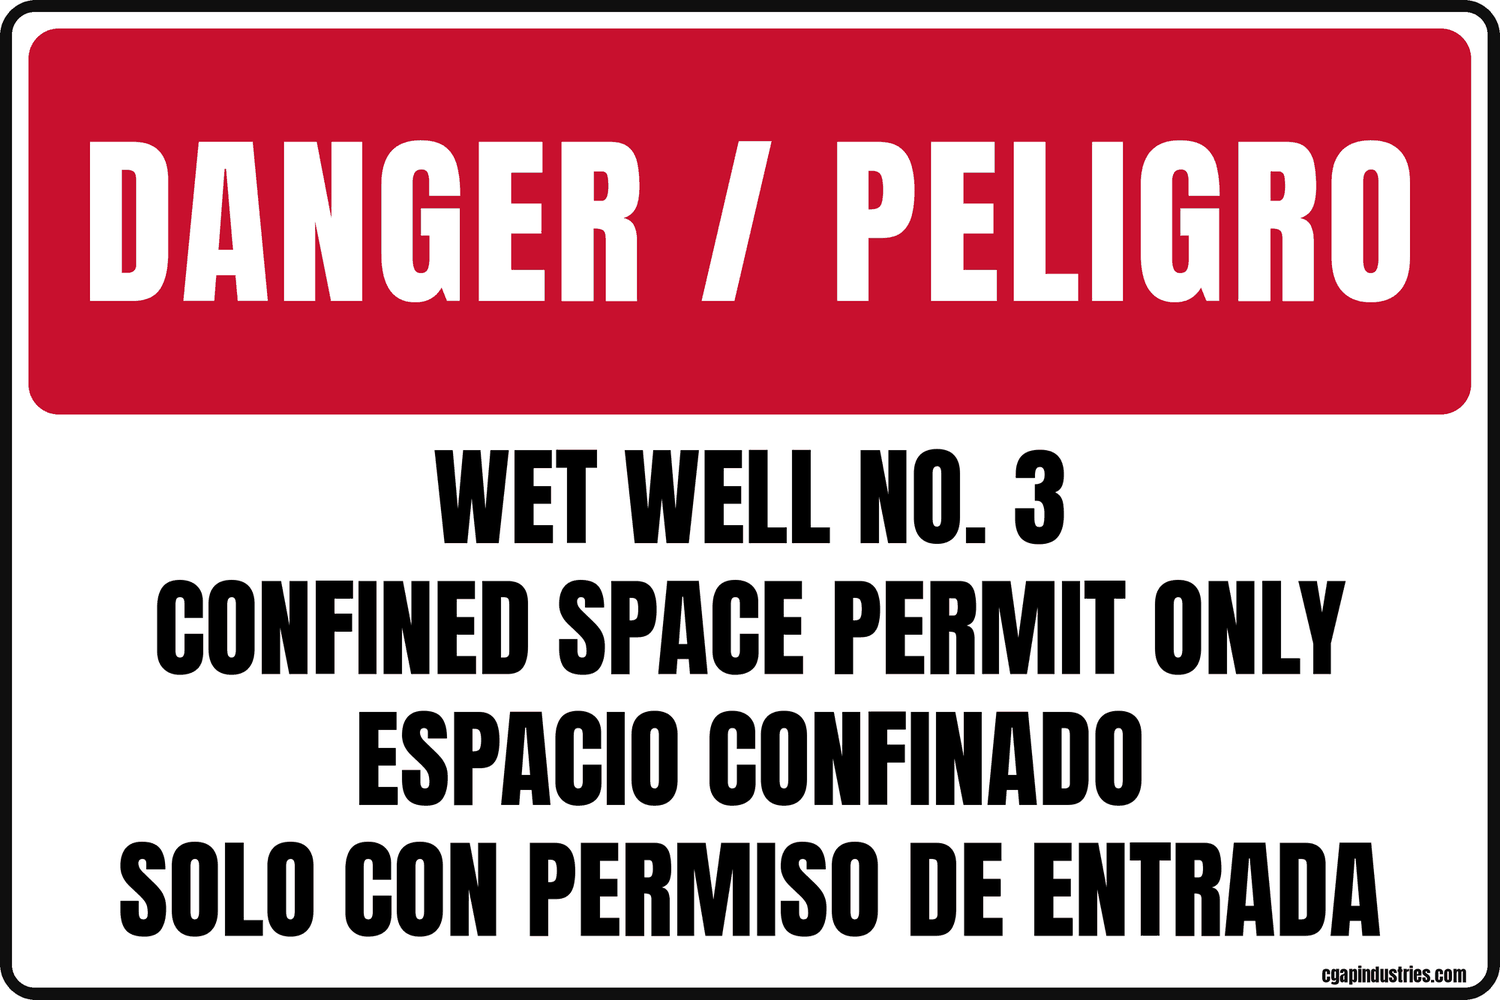 DANGER / PELIGRO
WET WELL NO. 3
CONFINED SPACE PERMIT ONLY
ESPACIO CONFINADO
SOLO CON PERMISO DE ENTRADA
cgapindustries.com